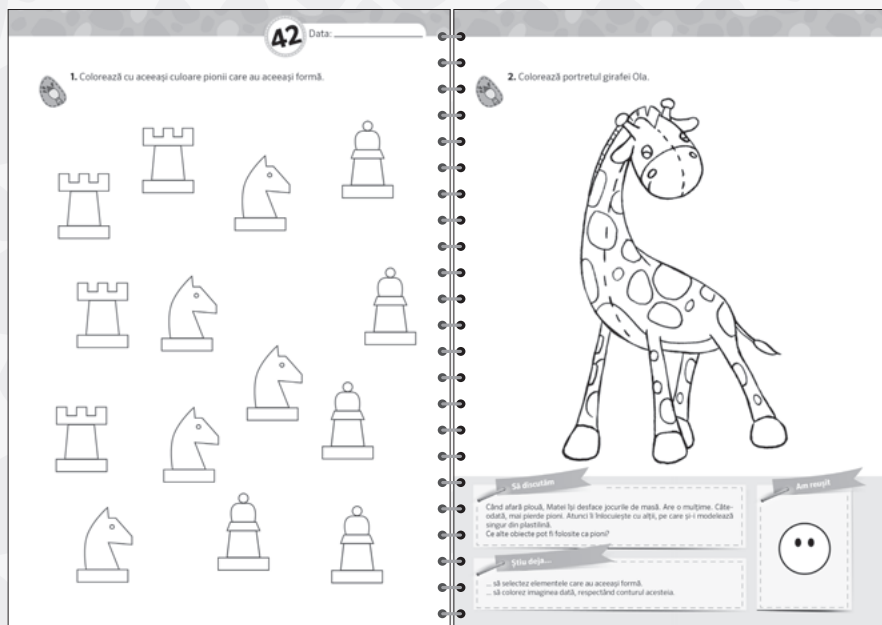 42 Data:
1. Colorează cu aceeași culoare pionii care au aceeași formă.
2. Colorează portretul girafei Ola.
Să discutăm
Când afară plouă, Matei își desface jocurile de masă. Are o mulțime. Câte-
odată, mai pierde pioni. Atunci îi înlocuiește cu alții, pe care și-i modelează
singur din plastilină.
Ce alte obiecte pot fi folosite ca pioni?
Știu deja...
... să selectez elementele care au aceeași formă.
... să colorez imaginea dată, respectând conturul acesteia.
Am reușit